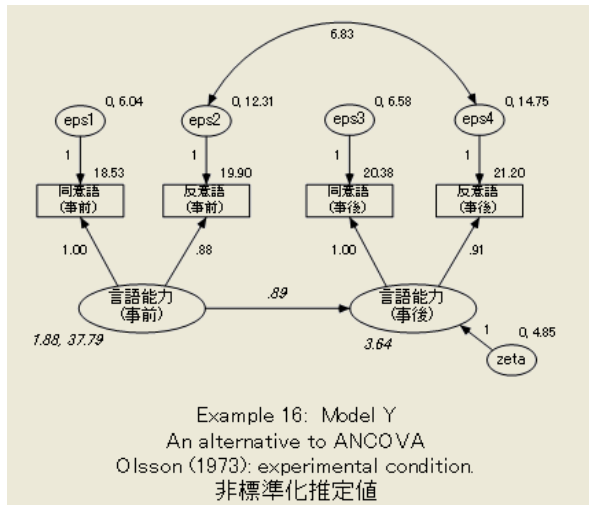 6.83
0, 6.04
0, 12.31
0, 6.58
0, 14.75
eps1
eps2
eps3
eps4
1
1
1
1
18.53
19.90
20.38
21.20
同意語
(事前)
反意語
(事前)
同意語
(事後)
反意語
(事後)
1.00
.88
1.00
.91
言語能力
(事前)
.89
言語能力
(事後)
1.88, 37.79
3.64
1
0, 4.85
zeta
Example 16: Model Y
An alternative to ANCOVA
Olsson (1973): experimental condition.
非標準化推定値